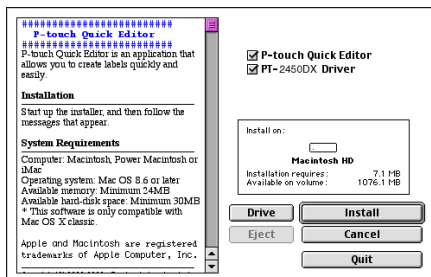 ########################
P-touch Quick Editor
########################
P-touch Quick Editor is an application that
allows you to create labels quickly and
easily.
Installation
Start up the installer, and then follow the
messages that appear.
System Requirements
Computer: Macintosh, Power Macintosh or
iMac
Operating system: Mac OS 8.6 or later
Available memory: Minimum 24MB
Available hard-disk space: Minimum 30MB
* This software is only compatible with
Mac OS X classic.
Apple and Macintosh are registered
trademarks of Apple Computer, Inc.
P-touch Quick Editor
PT-2450DX Driver
Install on:
Macintosh HD
Installation requires: 7.1 MB
Available on volume: 1076.1 MB
Drive
Install
Eject
Cancel
Quit